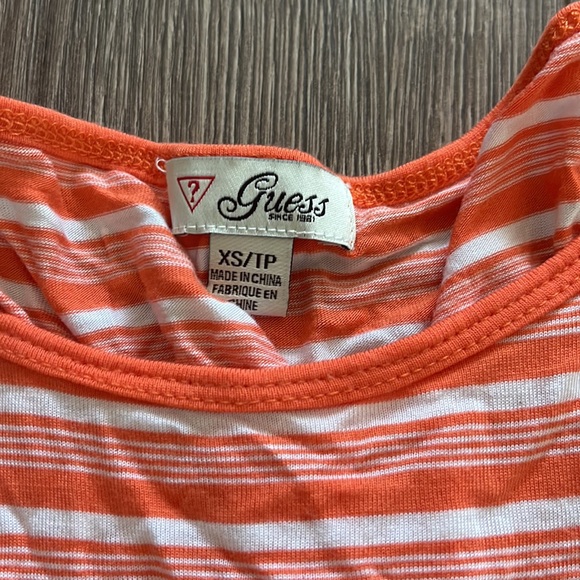 ?
Guess
SINCE 1981
XS/TP
MADE IN CHINA
FABRIQUE EN
CHINE